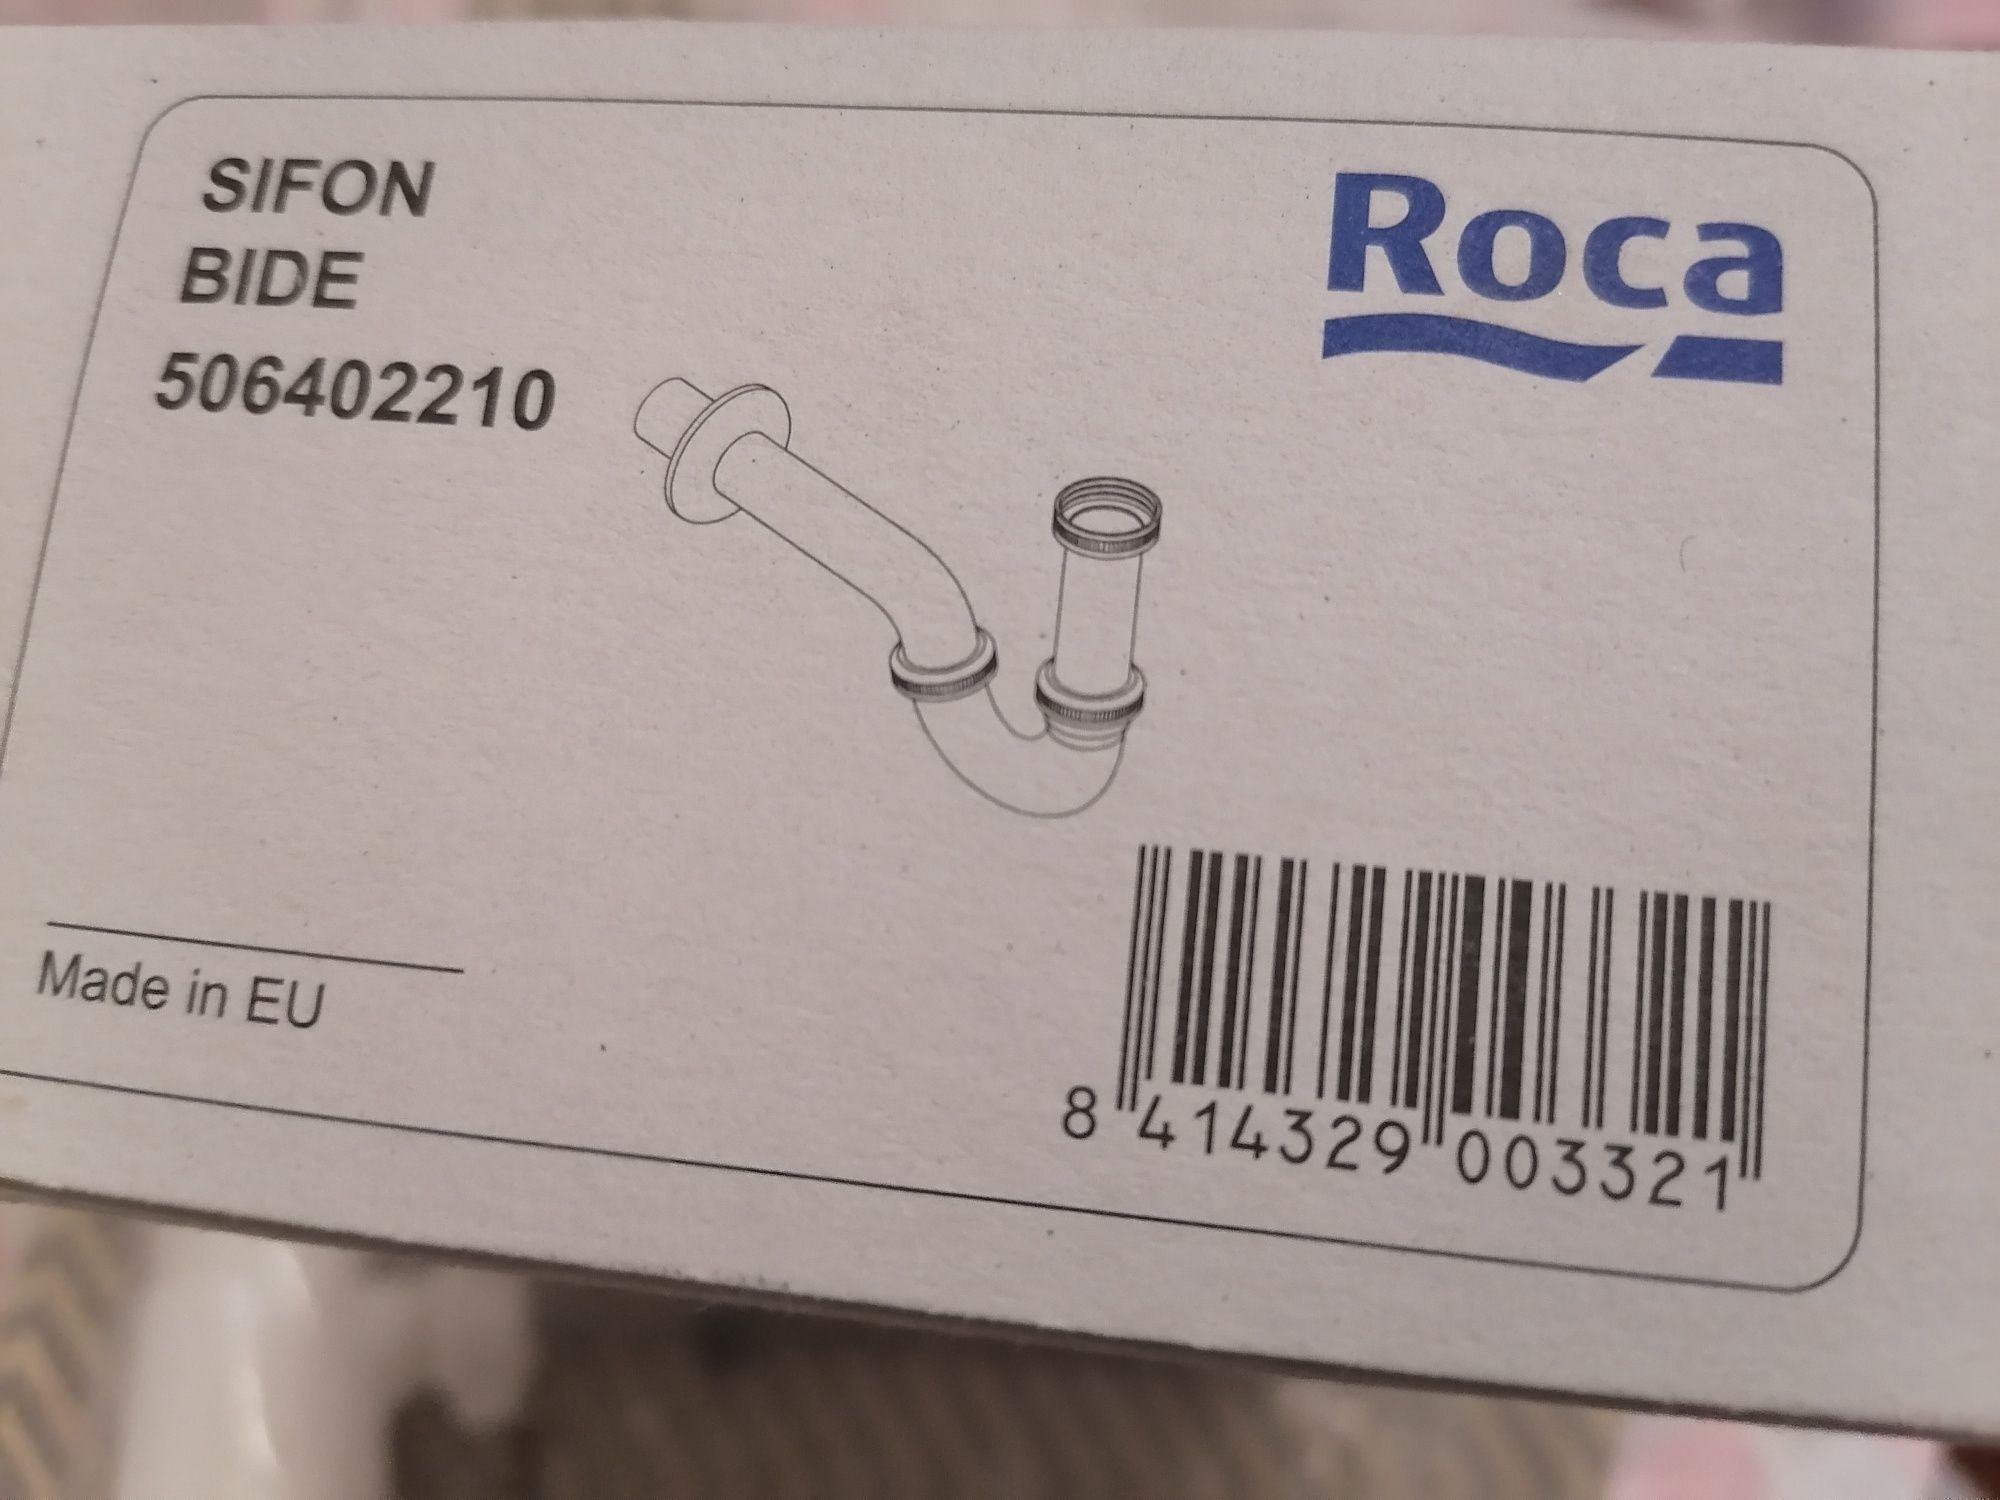 SIFON
BIDE
506402210
Roca
Made in EU
8 414329 003321